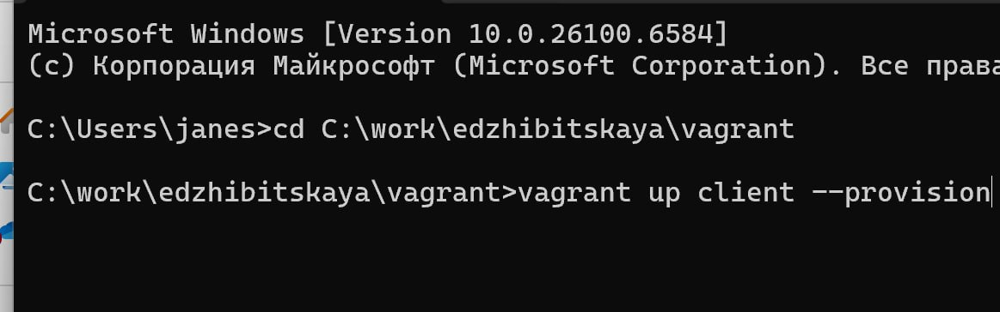 Microsoft Windows [Version 10.0.26100.6584]
(c) Корпорация Майкрософт (Microsoft Corporation). Все права
C:\Users\janes>cd C:\work\edzhibitskaya\vagrant
C:\work\edzhibitskaya\vagrant>vagrant up client --provision